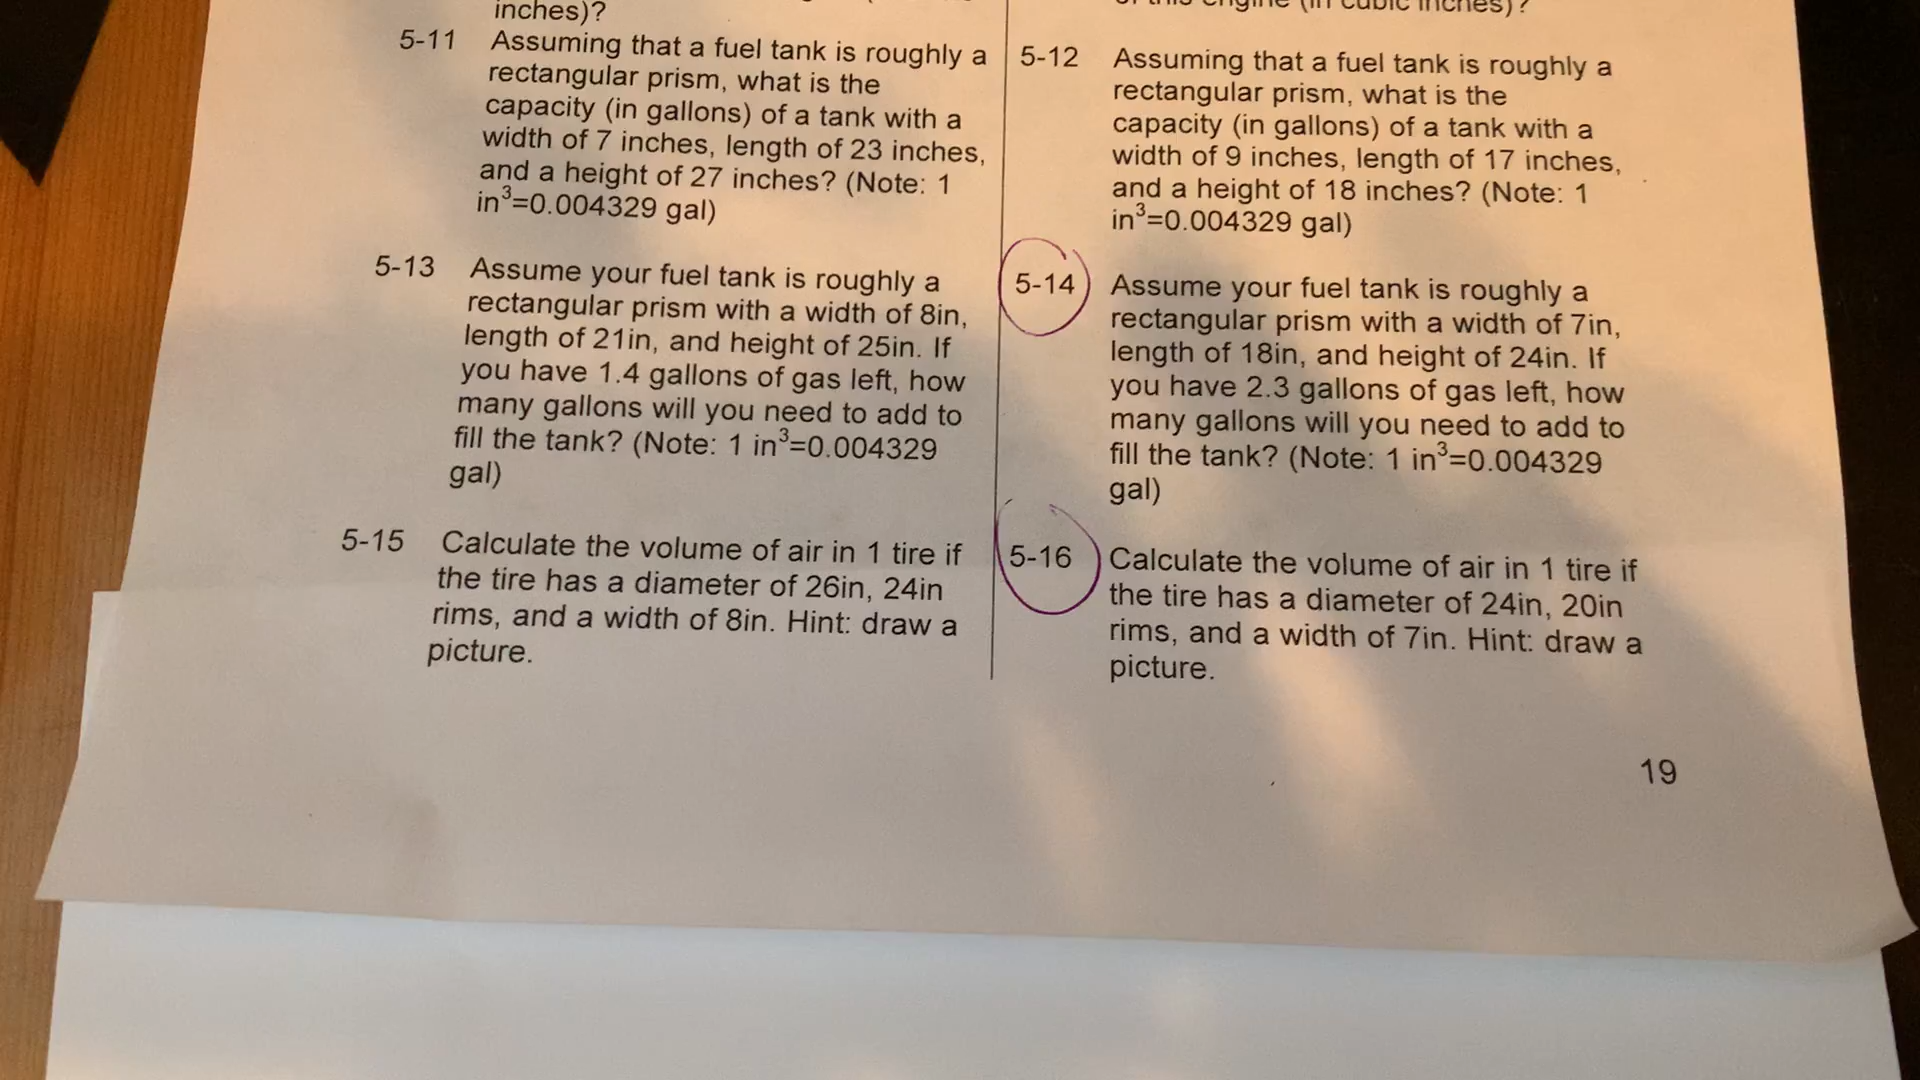 inches)?
5-11 Assuming that a fuel tank is roughly a
rectangular prism, what is the
capacity (in gallons) of a tank with a
width of 7 inches, length of 23 inches,
and a height of 27 inches? (Note: 1
in³=0.004329 gal)
5-13 Assume your fuel tank is roughly a
rectangular prism with a width of 8in,
length of 21in, and height of 25in. If
you have 1.4 gallons of gas left, how
many gallons will you need to add to
fill the tank? (Note: 1 in³=0.004329
gal)
5-15 Calculate the volume of air in 1 tire if
the tire has a diameter of 26in, 24in
rims, and a width of 8in. Hint: draw a
picture.
of this engine (in cubic inches)?
5-12 Assuming that a fuel tank is roughly a
rectangular prism, what is the
capacity (in gallons) of a tank with a
width of 9 inches, length of 17 inches,
and a height of 18 inches? (Note: 1
in³=0.004329 gal)
5-14 Assume your fuel tank is roughly a
rectangular prism with a width of 7in,
length of 18in, and height of 24in. If
you have 2.3 gallons of gas left, how
many gallons will you need to add to
fill the tank? (Note: 1 in³=0.004329
gal)
5-16 Calculate the volume of air in 1 tire if
the tire has a diameter of 24in, 20in
rims, and a width of 7in. Hint: draw a
picture.
19